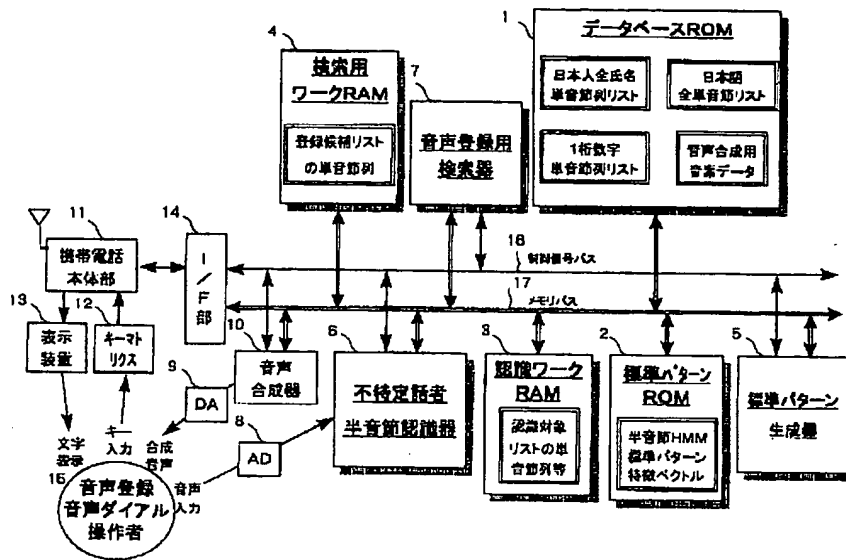 4
検索用
ワークRAM
登録候補リスト
の単音節列
7
音声登録用
検索器
1
データベースROM
日本人全氏名
単音節列リスト
日本語
全単音節リスト
1桁数字
単音節列リスト
音声合成用
音素データ
11
携帯電話
本体部
14
I/F部
18
制御信号バス
17
メモリバス
13
表示
装置
12
キーマト
リクス
10
音声
合成器
9
DA
8
AD
6
不特定話者
半音節認識器
3
認識ワーク
RAM
認識対象
リストの単
音節列等
2
標準パターン
ROM
半音節HMM
標準パターン
特徴ベクトル
5
標準パターン
生成器
文字
表示
キー
入力
合成
音声
音声
入力
15
音声登録
音声ダイアル
操作者